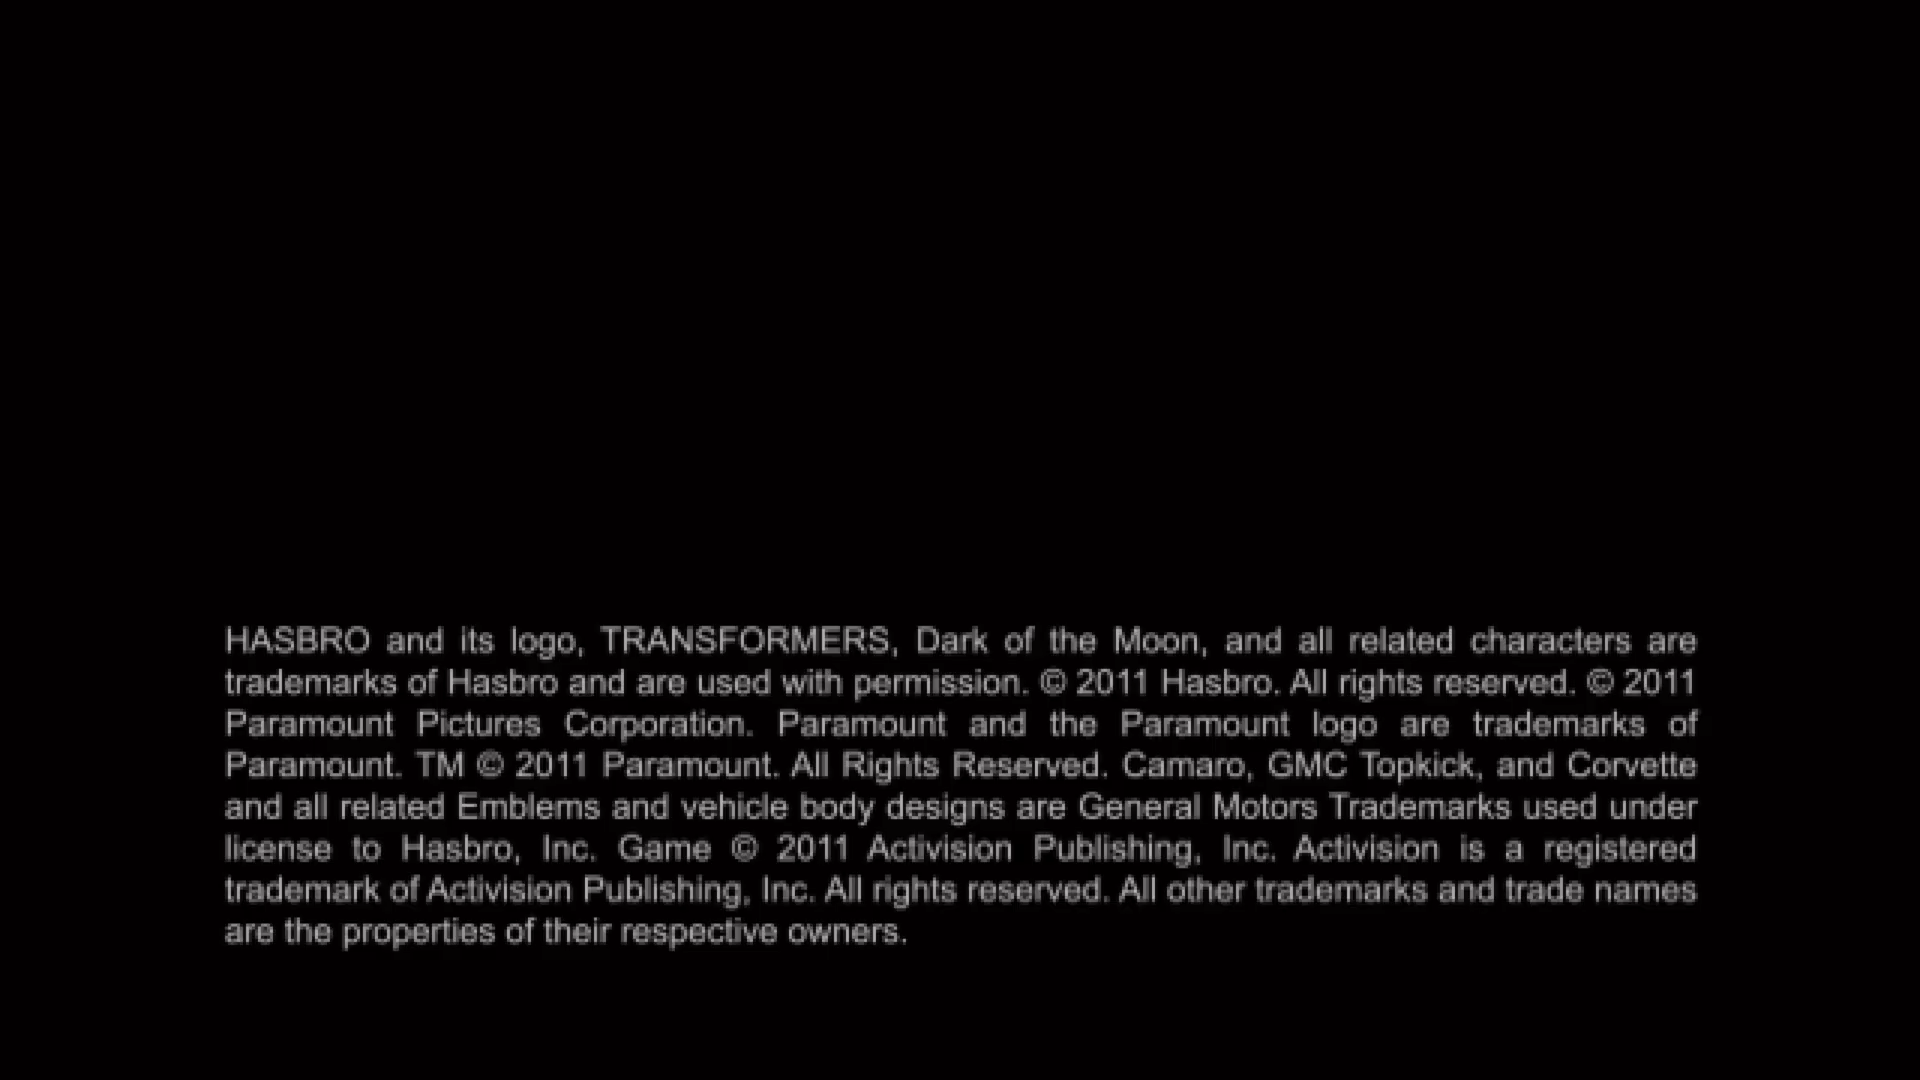 HASBRO and its logo, TRANSFORMERS, Dark of the Moon, and all related characters are
trademarks of Hasbro and are used with permission. © 2011 Hasbro. All rights reserved. © 2011
Paramount Pictures Corporation. Paramount and the Paramount logo are trademarks of
Paramount. TM © 2011 Paramount. All Rights Reserved. Camaro, GMC Topkick, and Corvette
and all related Emblems and vehicle body designs are General Motors Trademarks used under
license to Hasbro, Inc. Game © 2011 Activision Publishing, Inc. Activision is a registered
trademark of Activision Publishing, Inc. All rights reserved. All other trademarks and trade names
are the properties of their respective owners.